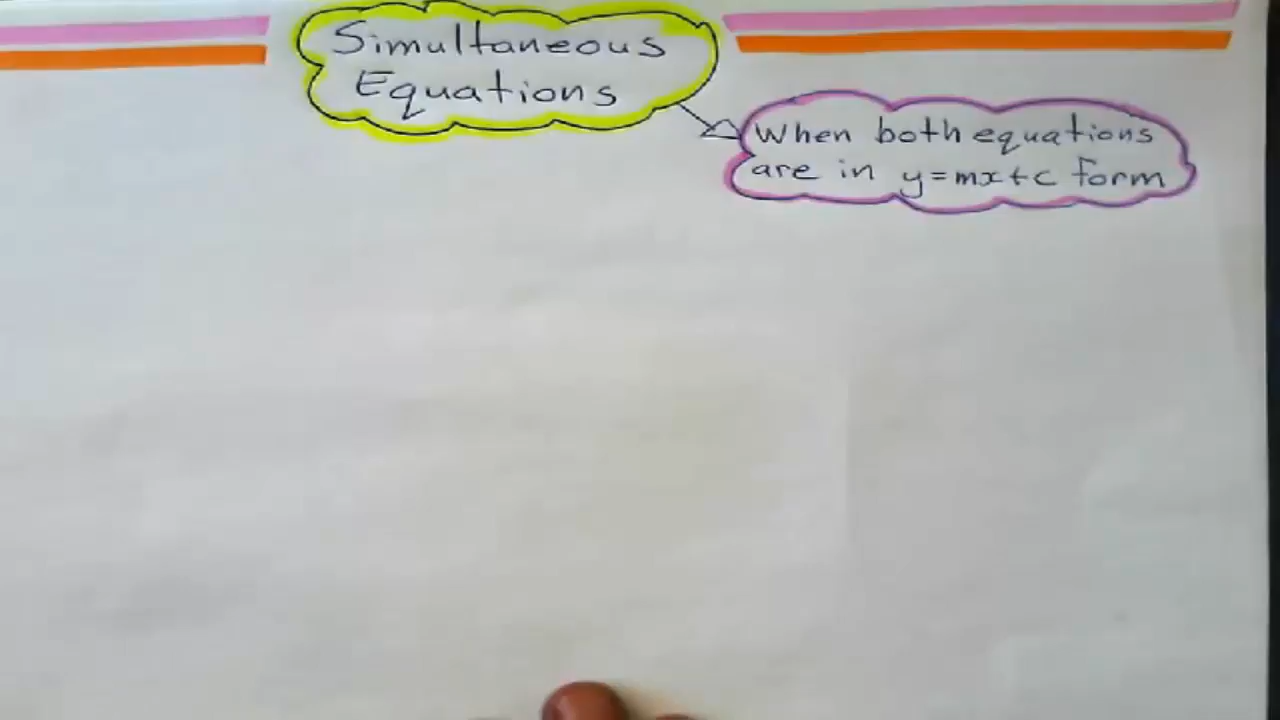 Simultaneous
Equations
When both equations
are in y=mx+c form